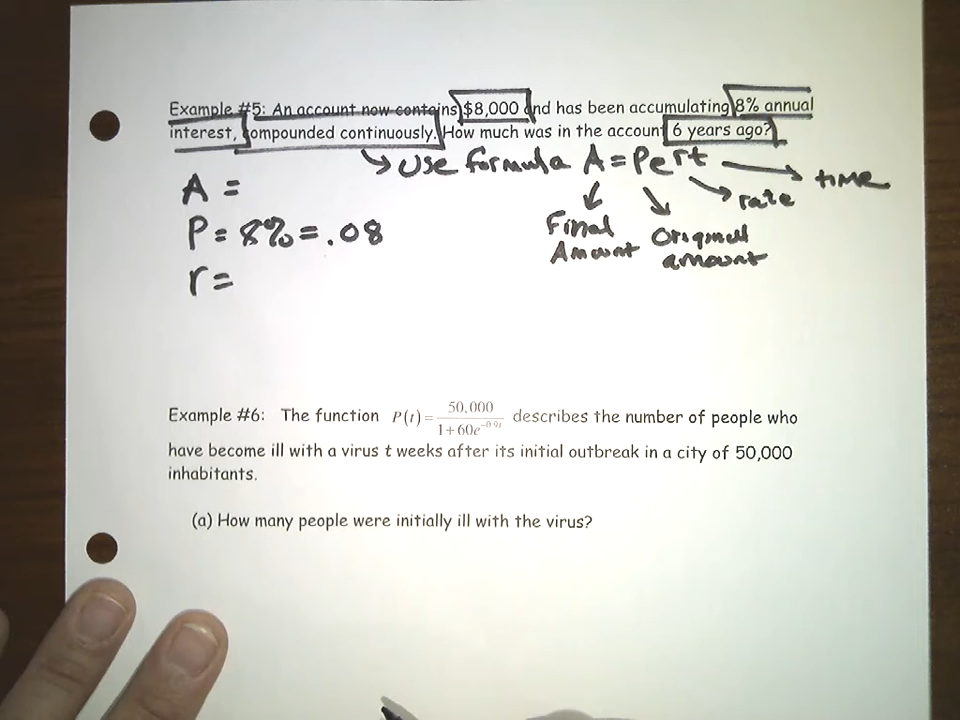 Example #5: An account now contains $8,000 and has been accumulating 8% annual
interest, compounded continuously. How much was in the account 6 years ago?
→ Use formula A = Pert → time
A = → rate
P = 8% = .08 Final Original
Amount amount
r =
Example #6: The function P(t) = 50,000 / 1+60e^-0.9t describes the number of people who
have become ill with a virus t weeks after its initial outbreak in a city of 50,000
inhabitants.
(a) How many people were initially ill with the virus?